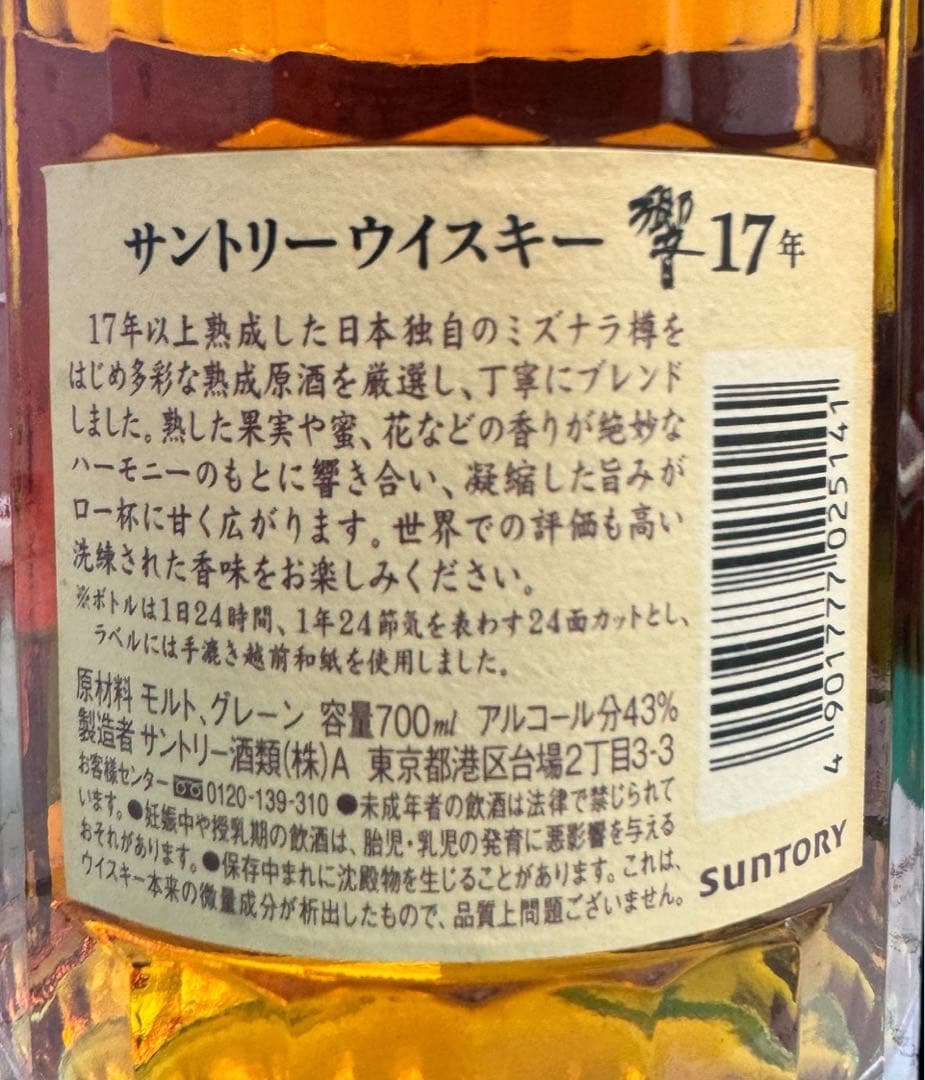 サントリーウイスキー 響 17年
17年以上熟成した日本独自のミズナラ樽を
はじめ多彩な熟成原酒を厳選し、丁寧にブレンド
しました。熟した果実や蜜、花などの香りが絶妙な
ハーモニーのもとに響き合い、凝縮した旨みが
口一杯に甘く広がります。世界での評価も高い
洗練された香味をお楽しみください。
※ボトルは1日24時間、1年24節気を表わす24面カットとし、
ラベルには手漉き越前和紙を使用しました。
原材料 モルト、グレーン 容量700ml アルコール分43%
製造者 サントリー酒類(株)A 東京都港区台場2丁目3-3
お客様センター 0120-139-310 ●未成年者の飲酒は法律で禁じられて
います。●妊娠中や授乳期の飲酒は、胎児・乳児の発育に悪影響を与える
おそれがあります。●保存中まれに沈殿物を生じることがあります。これは、
ウイスキー本来の微量成分が析出したもので、品質上問題ございません。
4 901777 025141
SUNTORY